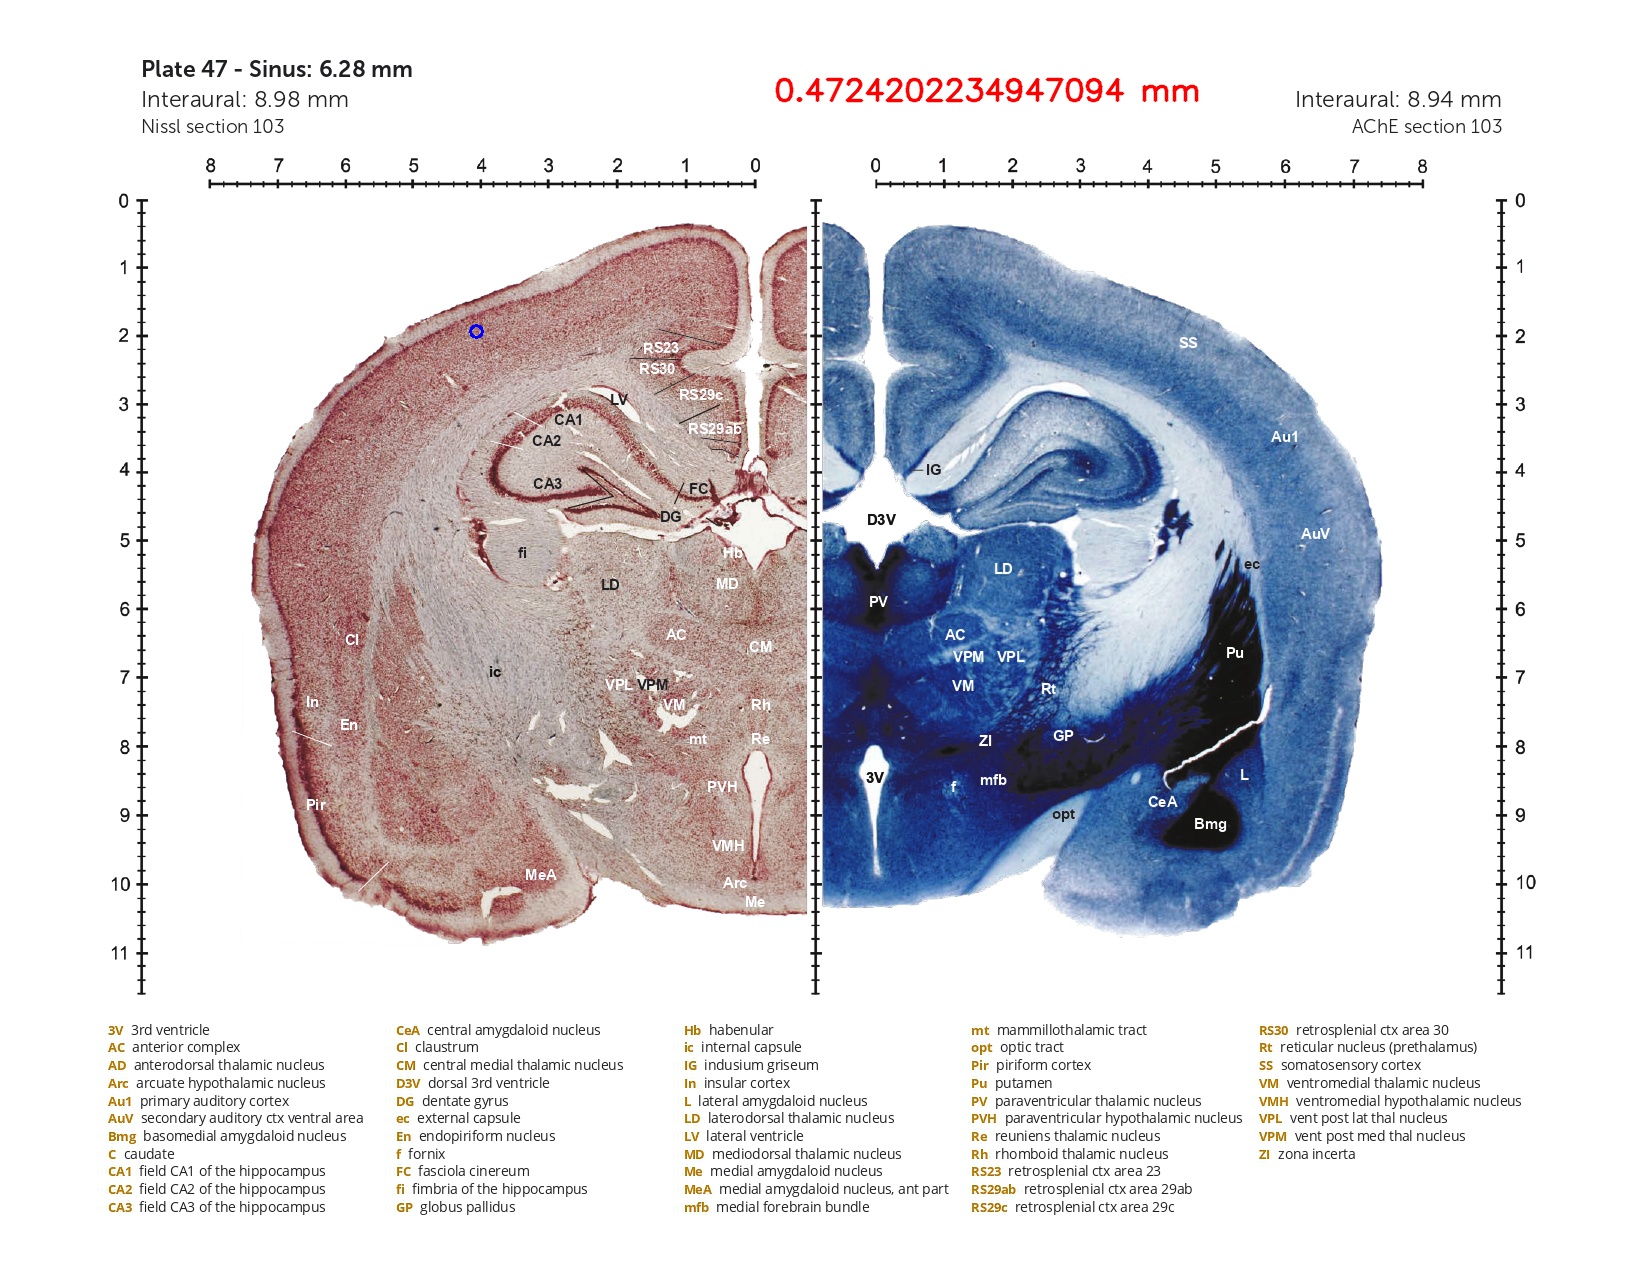 Plate 47 - Sinus: 6.28 mm
Interaural: 8.98 mm
Nissl section 103
0.4724202234947094 mm
Interaural: 8.94 mm
AChE section 103
8 7 6 5 4 3 2 1 0
0 1 2 3 4 5 6 7 8
0 0
1 1
2 2
3 3
4 4
5 5
6 6
7 7
8 8
9 9
10 10
11 11
RS23
RS30
RS29c
RS29ab
LV
CA1
CA2
CA3
FC
DG
Hb
fi
LD
MD
AC
CM
Cl
ic
VPL VPM
VM
In
En
Rh
mt
Re
PVH
Pir
VMH
MeA
Arc
Me
SS
Au1
IG
D3V
AuV
ec
LD
PV
AC
VPM VPL
Pu
VM
Rt
ZI
GP
3V
mfb
f
L
CeA
opt
Bmg
3V 3rd ventricle
AC anterior complex
AD anterodorsal thalamic nucleus
Arc arcuate hypothalamic nucleus
Au1 primary auditory cortex
AuV secondary auditory ctx ventral area
Bmg basomedial amygdaloid nucleus
C caudate
CA1 field CA1 of the hippocampus
CA2 field CA2 of the hippocampus
CA3 field CA3 of the hippocampus
CeA central amygdaloid nucleus
Cl claustrum
CM central medial thalamic nucleus
D3V dorsal 3rd ventricle
DG dentate gyrus
ec external capsule
En endopiriform nucleus
f fornix
FC fasciola cinereum
fi fimbria of the hippocampus
GP globus pallidus
Hb habenular
ic internal capsule
IG indusium griseum
In insular cortex
L lateral amygdaloid nucleus
LD laterodorsal thalamic nucleus
LV lateral ventricle
MD mediodorsal thalamic nucleus
Me medial amygdaloid nucleus
MeA medial amygdaloid nucleus, ant part
mfb medial forebrain bundle
mt mammillothalamic tract
opt optic tract
Pir piriform cortex
Pu putamen
PV paraventricular thalamic nucleus
PVH paraventricular hypothalamic nucleus
Re reuniens thalamic nucleus
Rh rhomboid thalamic nucleus
RS23 retrosplenial ctx area 23
RS29ab retrosplenial ctx area 29ab
RS29c retrosplenial ctx area 29c
RS30 retrosplenial ctx area 30
Rt reticular nucleus (prethalamus)
SS somatosensory cortex
VM ventromedial thalamic nucleus
VMH ventromedial hypothalamic nucleus
VPL vent post lat thal nucleus
VPM vent post med thal nucleus
ZI zona incerta